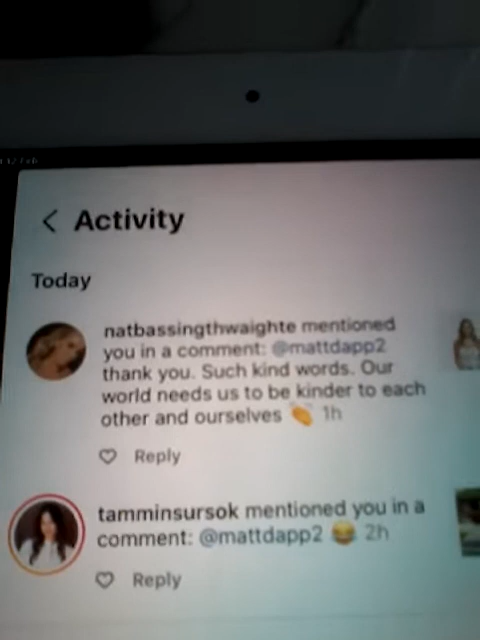 Activity
Today
natbassingthwaighte mentioned
you in a comment: @mattdapp2
thank you. Such kind words. Our
world needs us to be kinder to each
other and ourselves 👏 1h
Reply
tamminsursok mentioned you in a
comment: @mattdapp2 😂 2h
Reply